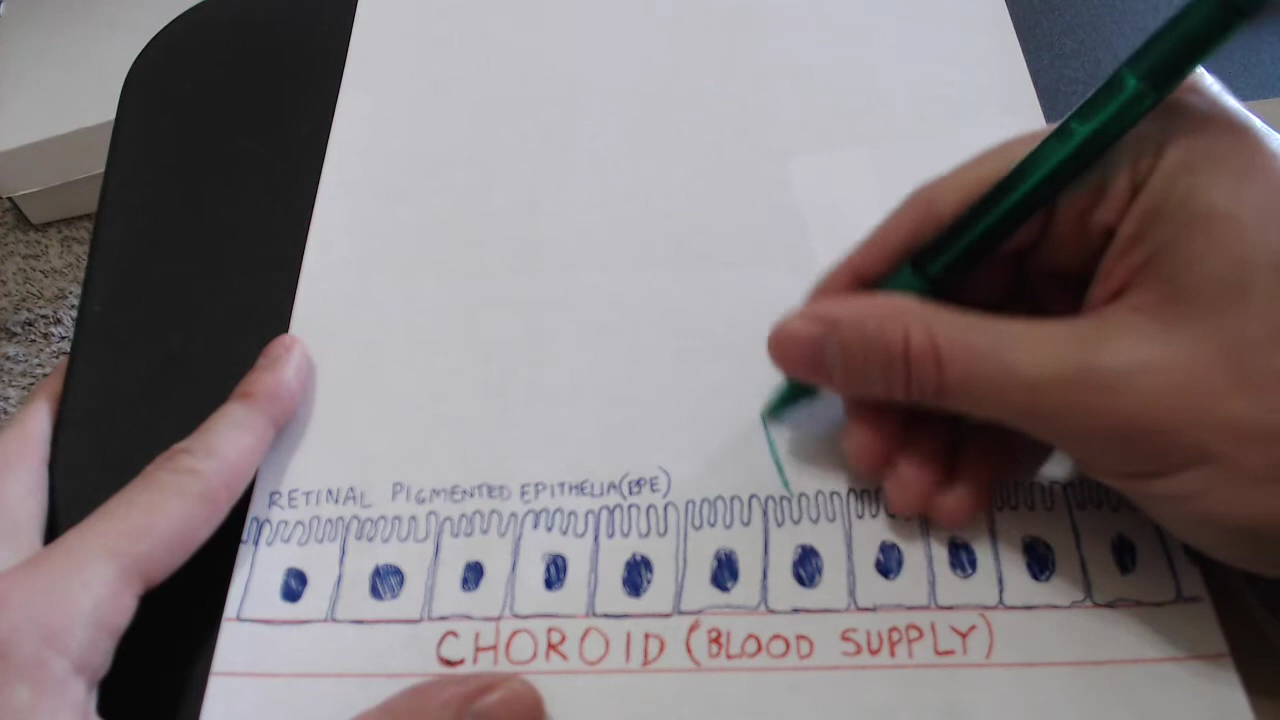 RETINAL PIGMENTED EPITHELIA (RPE)
CHOROID (BLOOD SUPPLY)